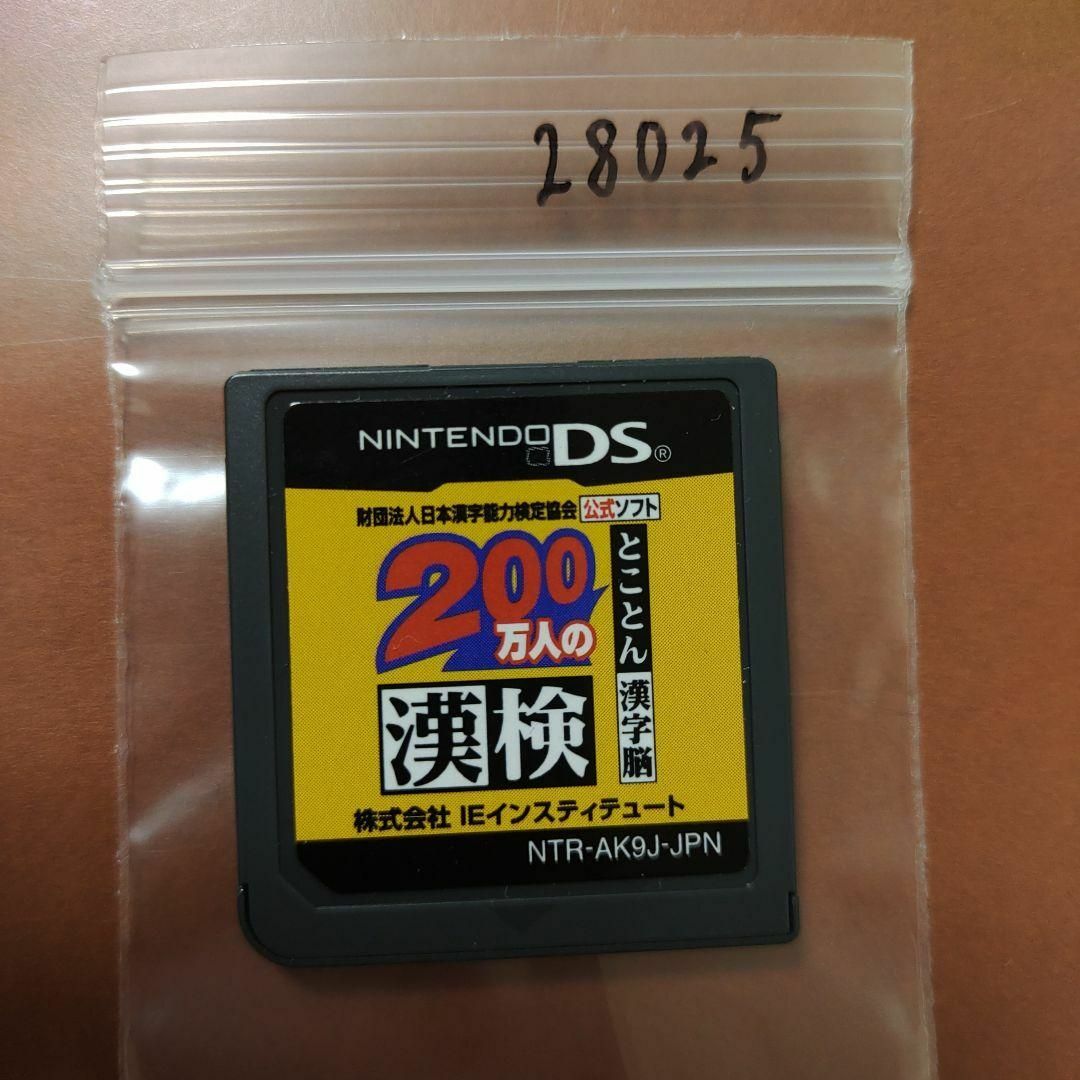 28025
NINTENDO DS®
財団法人日本漢字能力検定協会 公式ソフト
200
万人の
漢検
とことん漢字脳
株式会社 IEインスティテュート
NTR-AK9J-JPN